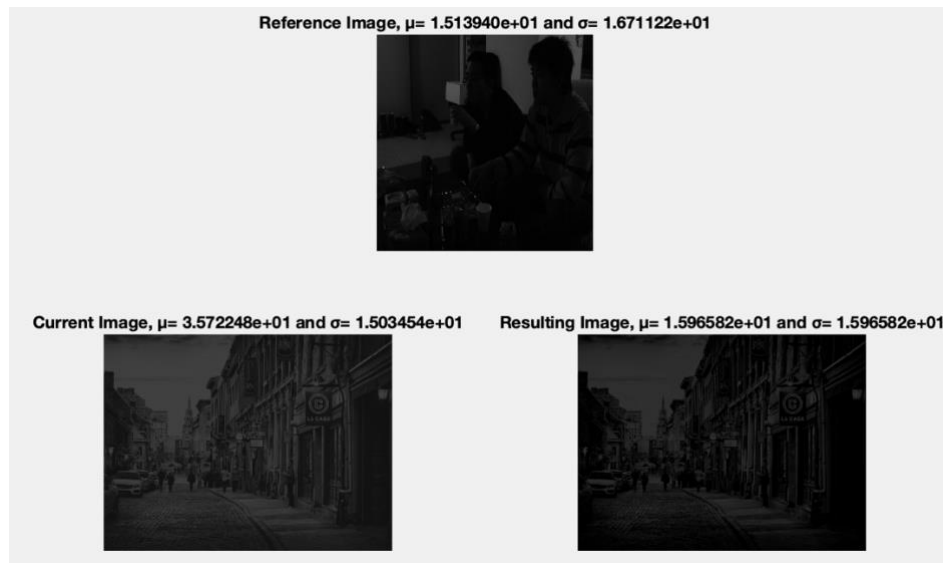 Reference Image, μ= 1.513940e+01 and σ= 1.671122e+01
Current Image, μ= 3.572248e+01 and σ= 1.503454e+01
Resulting Image, μ= 1.596582e+01 and σ= 1.596582e+01